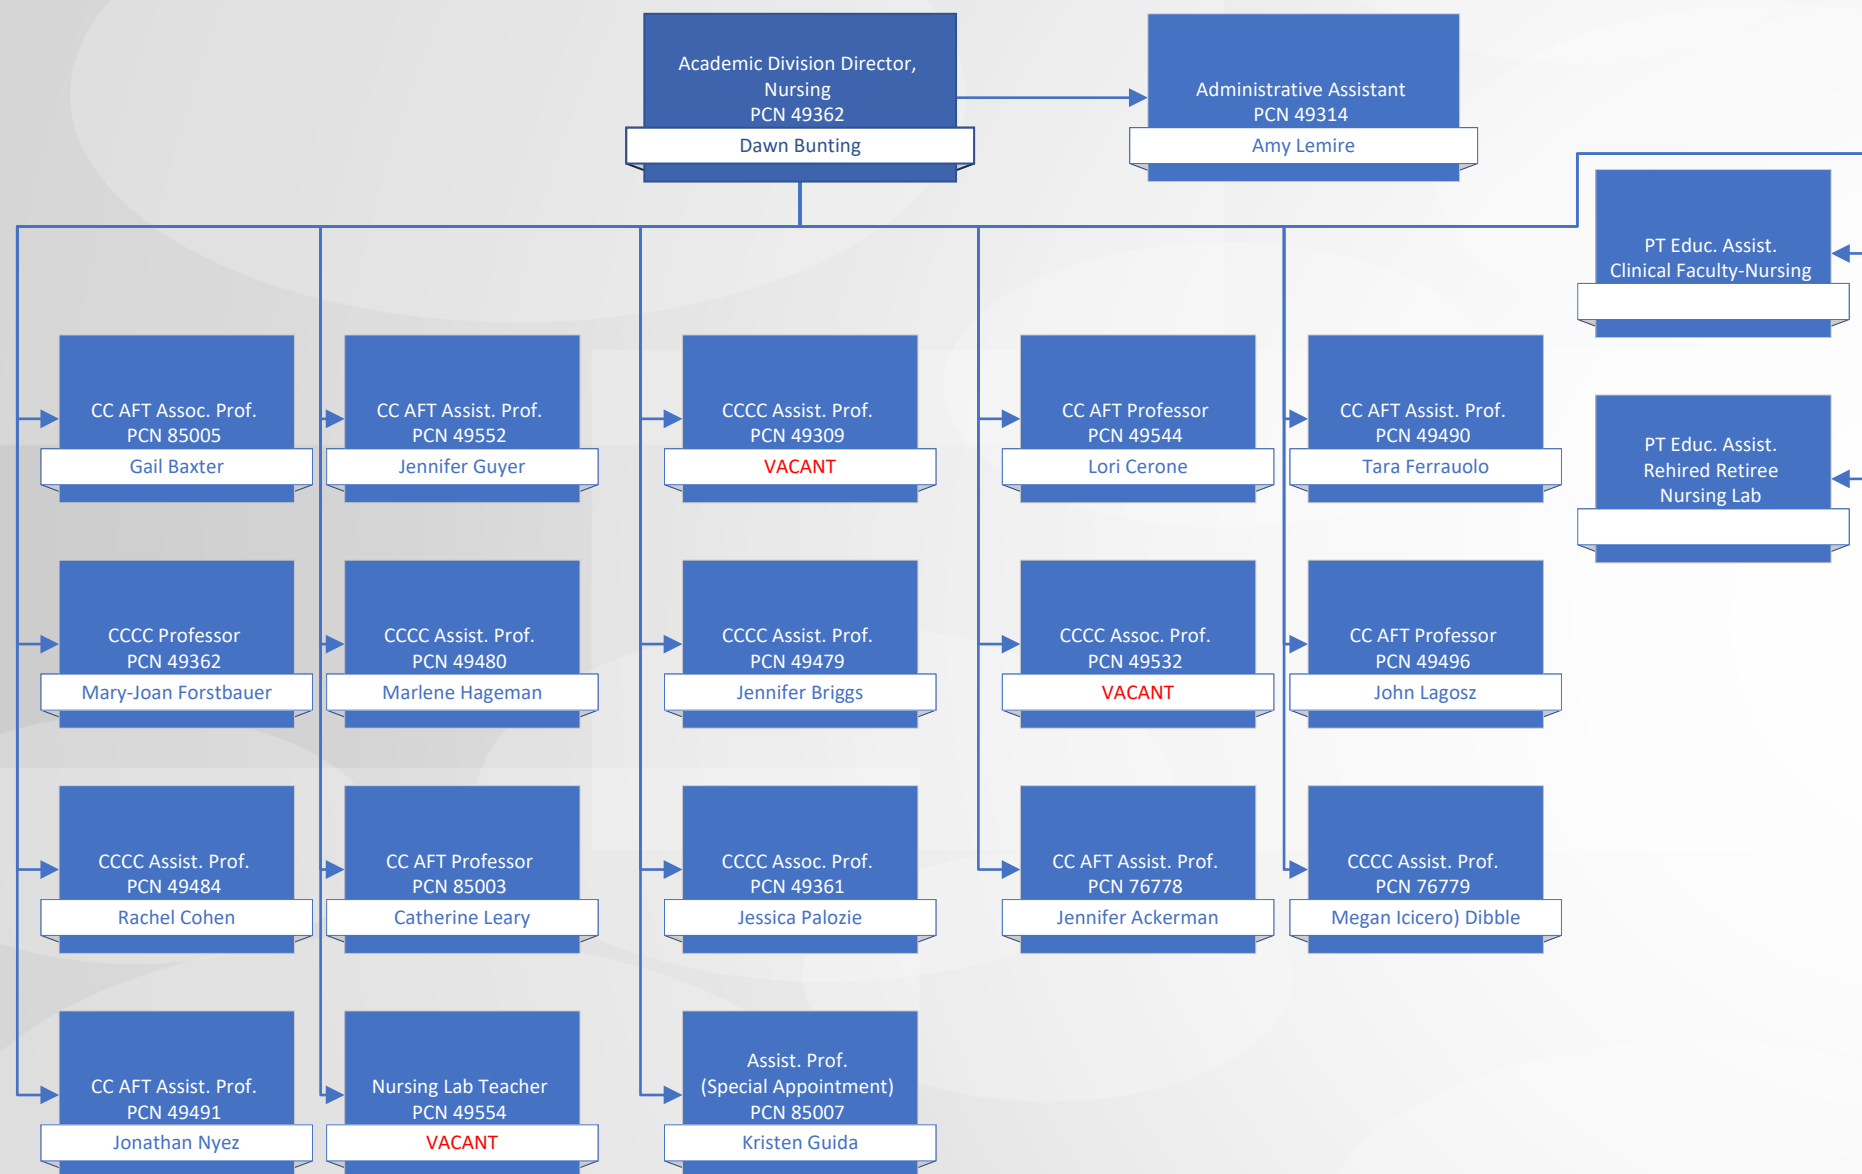 Academic Division Director,
Nursing
PCN 49362
Dawn Bunting
Administrative Assistant
PCN 49314
Amy Lemire
PT Educ. Assist.
Clinical Faculty-Nursing
CC AFT Assoc. Prof.
PCN 85005
Gail Baxter
CC AFT Assist. Prof.
PCN 49552
Jennifer Guyer
CCCC Assist. Prof.
PCN 49309
VACANT
CC AFT Professor
PCN 49544
Lori Cerone
CC AFT Assist. Prof.
PCN 49490
Tara Ferrauolo
PT Educ. Assist.
Rehired Retiree
Nursing Lab
CCCC Professor
PCN 49362
Mary-Joan Forstbauer
CCCC Assist. Prof.
PCN 49480
Marlene Hageman
CCCC Assist. Prof.
PCN 49479
Jennifer Briggs
CCCC Assoc. Prof.
PCN 49532
VACANT
CC AFT Professor
PCN 49496
John Lagosz
CCCC Assist. Prof.
PCN 49484
Rachel Cohen
CC AFT Professor
PCN 85003
Catherine Leary
CCCC Assoc. Prof.
PCN 49361
Jessica Palozie
CC AFT Assist. Prof.
PCN 76778
Jennifer Ackerman
CCCC Assist. Prof.
PCN 76779
Megan Icicero) Dibble
CC AFT Assist. Prof.
PCN 49491
Jonathan Nyez
Nursing Lab Teacher
PCN 49554
VACANT
Assist. Prof.
(Special Appointment)
PCN 85007
Kristen Guida